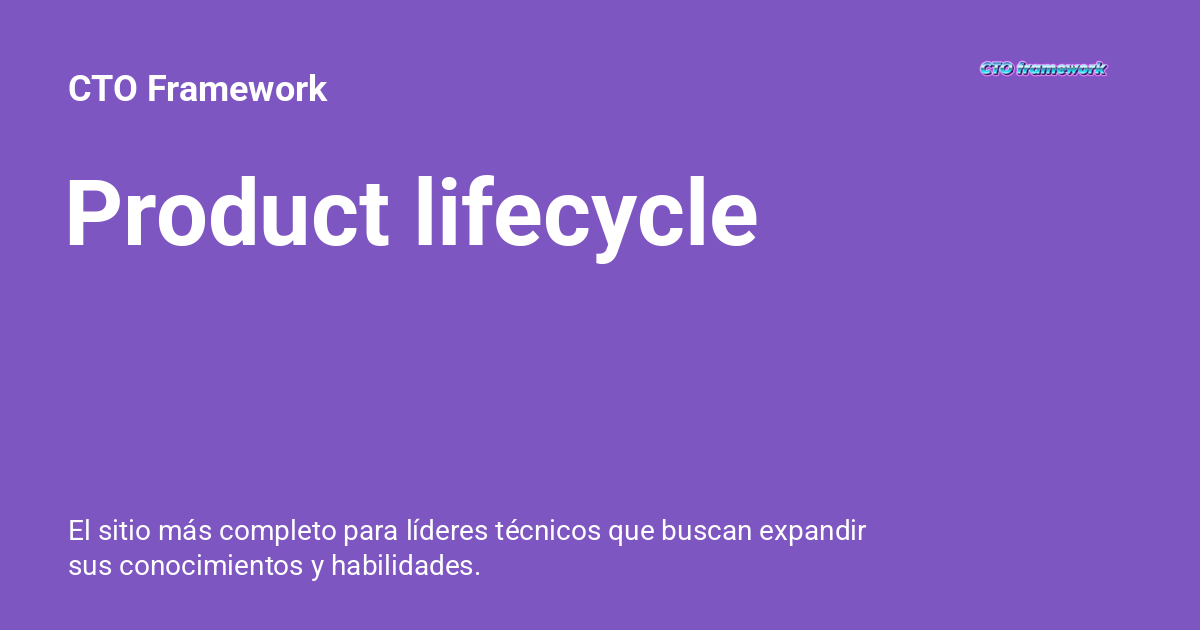 CTO Framework
CTO framework
Product lifecycle
El sitio más completo para líderes técnicos que buscan expandir
sus conocimientos y habilidades.